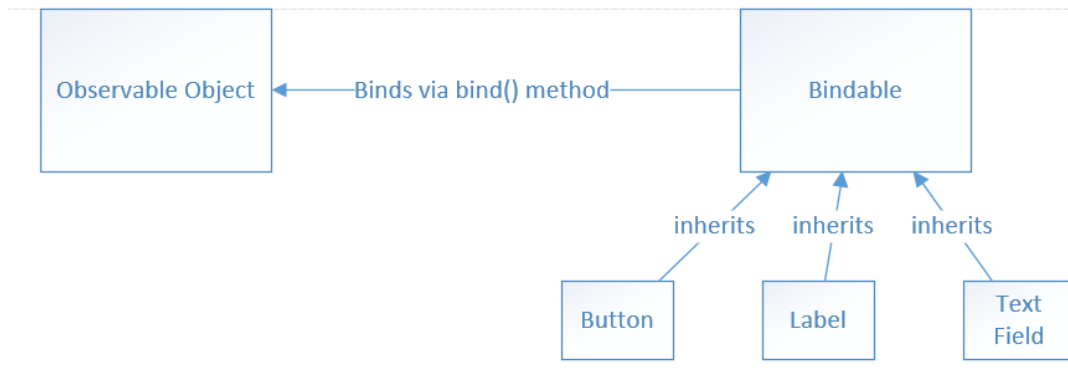 Observable Object
Binds via bind() method
Bindable
inherits
inherits
inherits
Button
Label
Text
Field